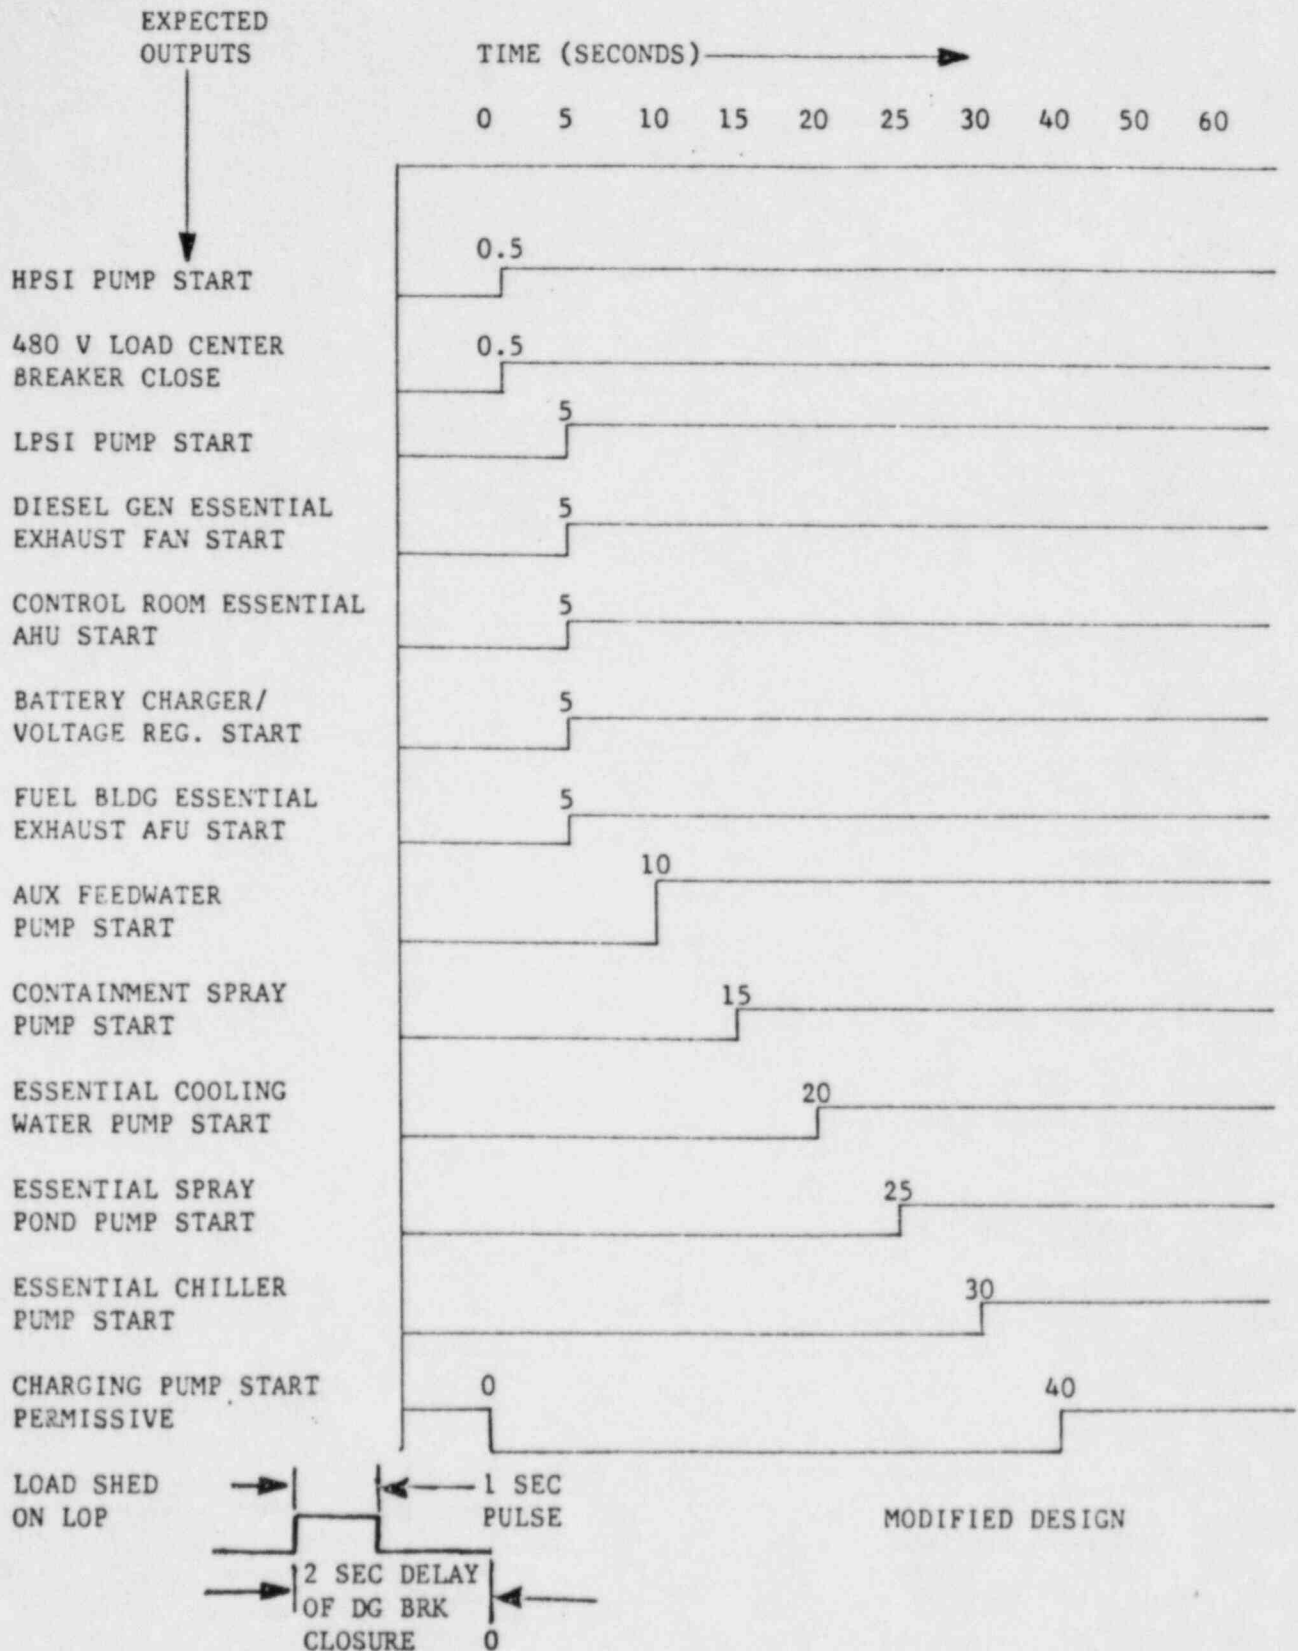 EXPECTED
OUTPUTS
TIME (SECONDS)
0 5 10 15 20 25 30 40 50 60
0.5
HPSI PUMP START
480 V LOAD CENTER
BREAKER CLOSE
0.5
5
LPSI PUMP START
DIESEL GEN ESSENTIAL
EXHAUST FAN START
5
CONTROL ROOM ESSENTIAL
AHU START
5
BATTERY CHARGER/
VOLTAGE REG. START
5
FUEL BLDG ESSENTIAL
EXHAUST AFU START
5
10
AUX FEEDWATER
PUMP START
CONTAINMENT SPRAY
PUMP START
15
ESSENTIAL COOLING
WATER PUMP START
20
ESSENTIAL SPRAY
POND PUMP START
25
ESSENTIAL CHILLER
PUMP START
30
CHARGING PUMP START
PERMISSIVE
0 40
LOAD SHED
ON LOP
1 SEC
PULSE
MODIFIED DESIGN
2 SEC DELAY
OF DG BRK
CLOSURE 0